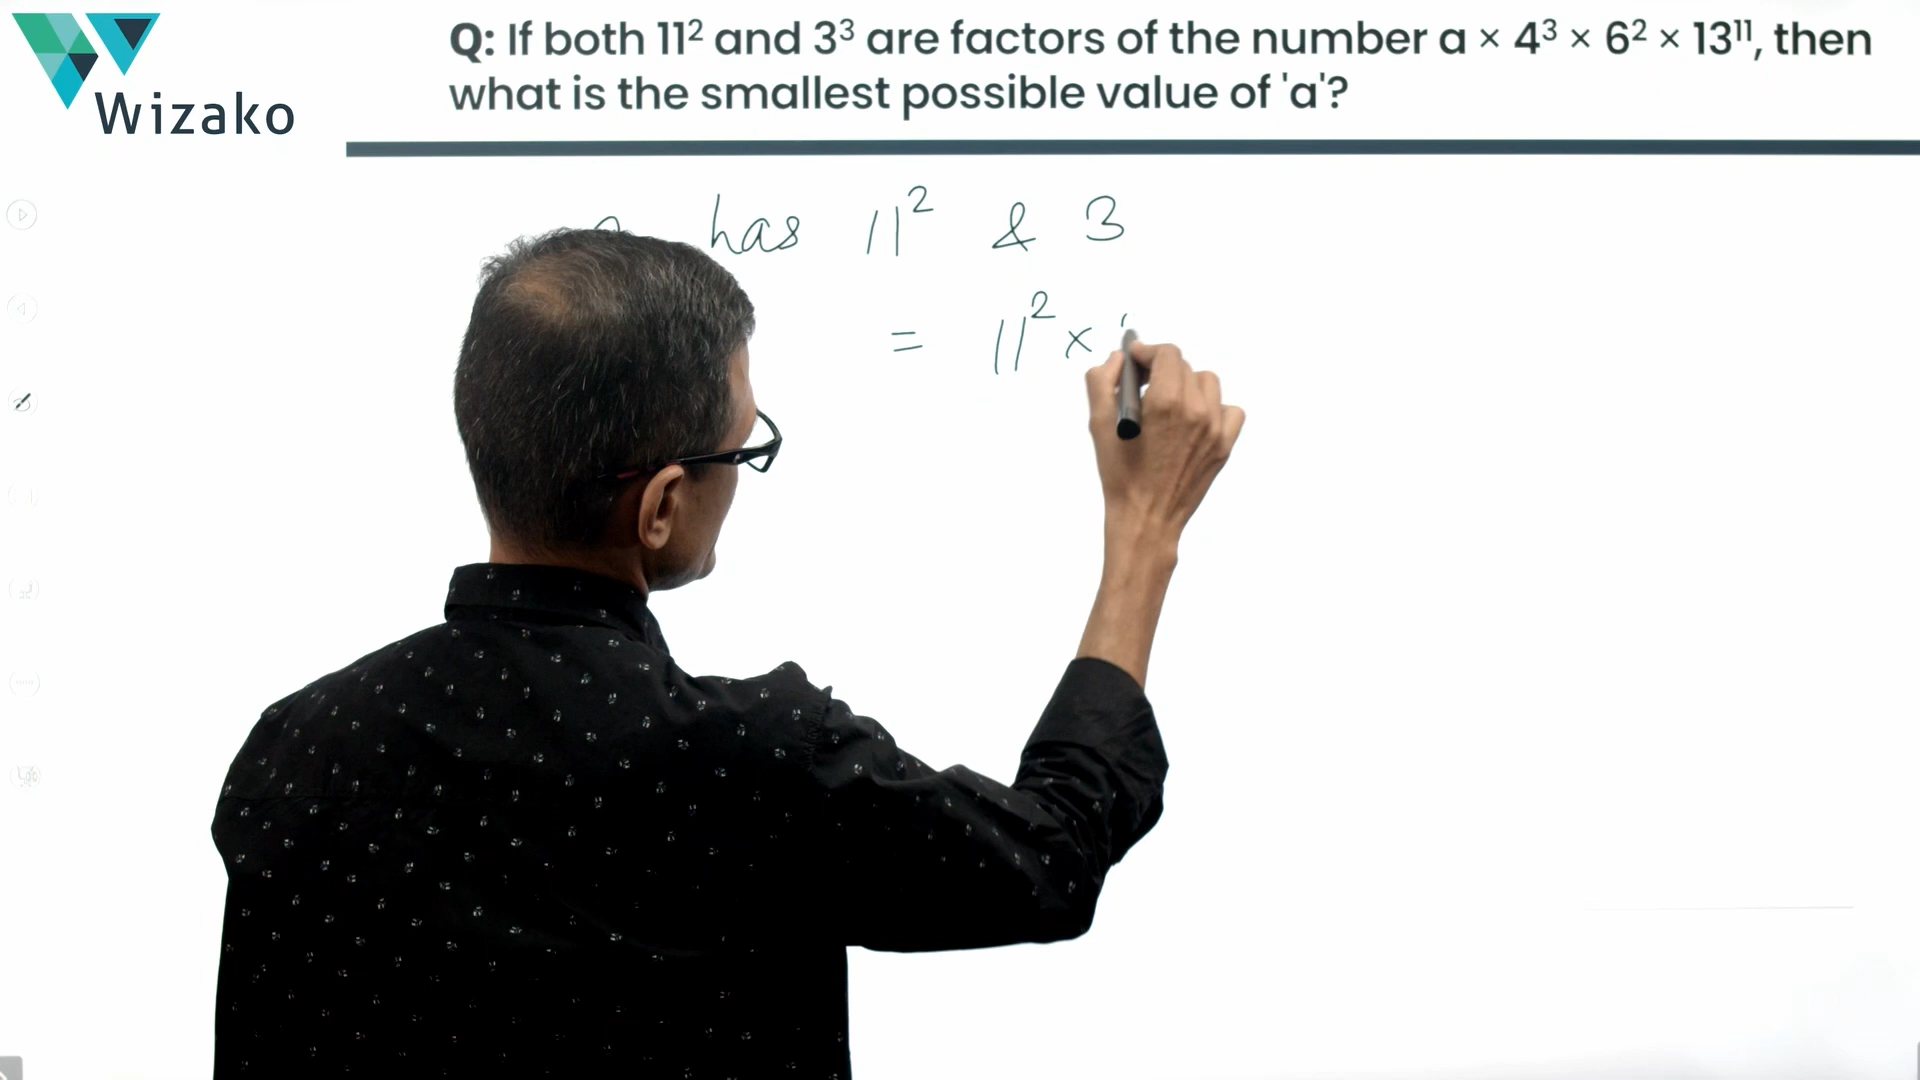 Wizako
Q: If both 11² and 3³ are factors of the number a × 4³ × 6² × 13¹¹, then
what is the smallest possible value of 'a'?
has 11² & 3
= 11² ×